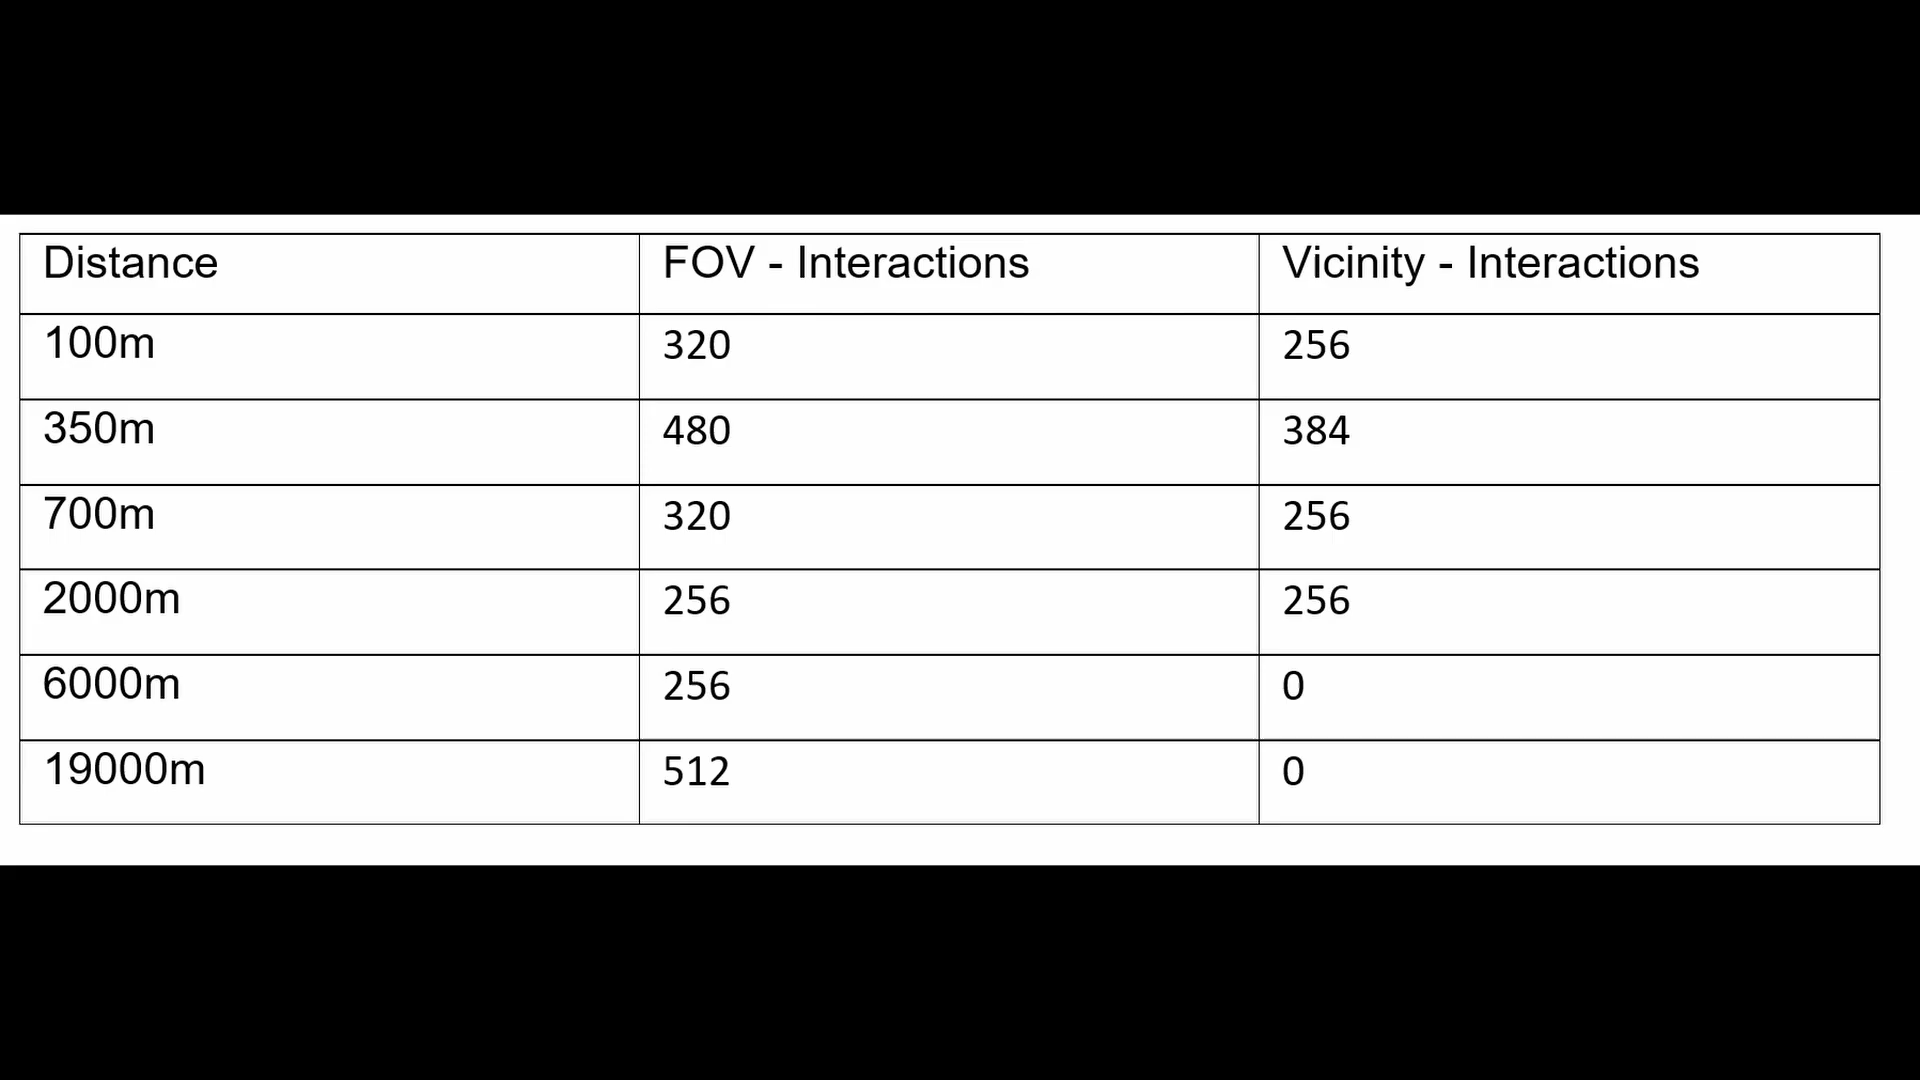 Distance FOV - Interactions Vicinity - Interactions
100m 320 256
350m 480 384
700m 320 256
2000m 256 256
6000m 256 0
19000m 512 0